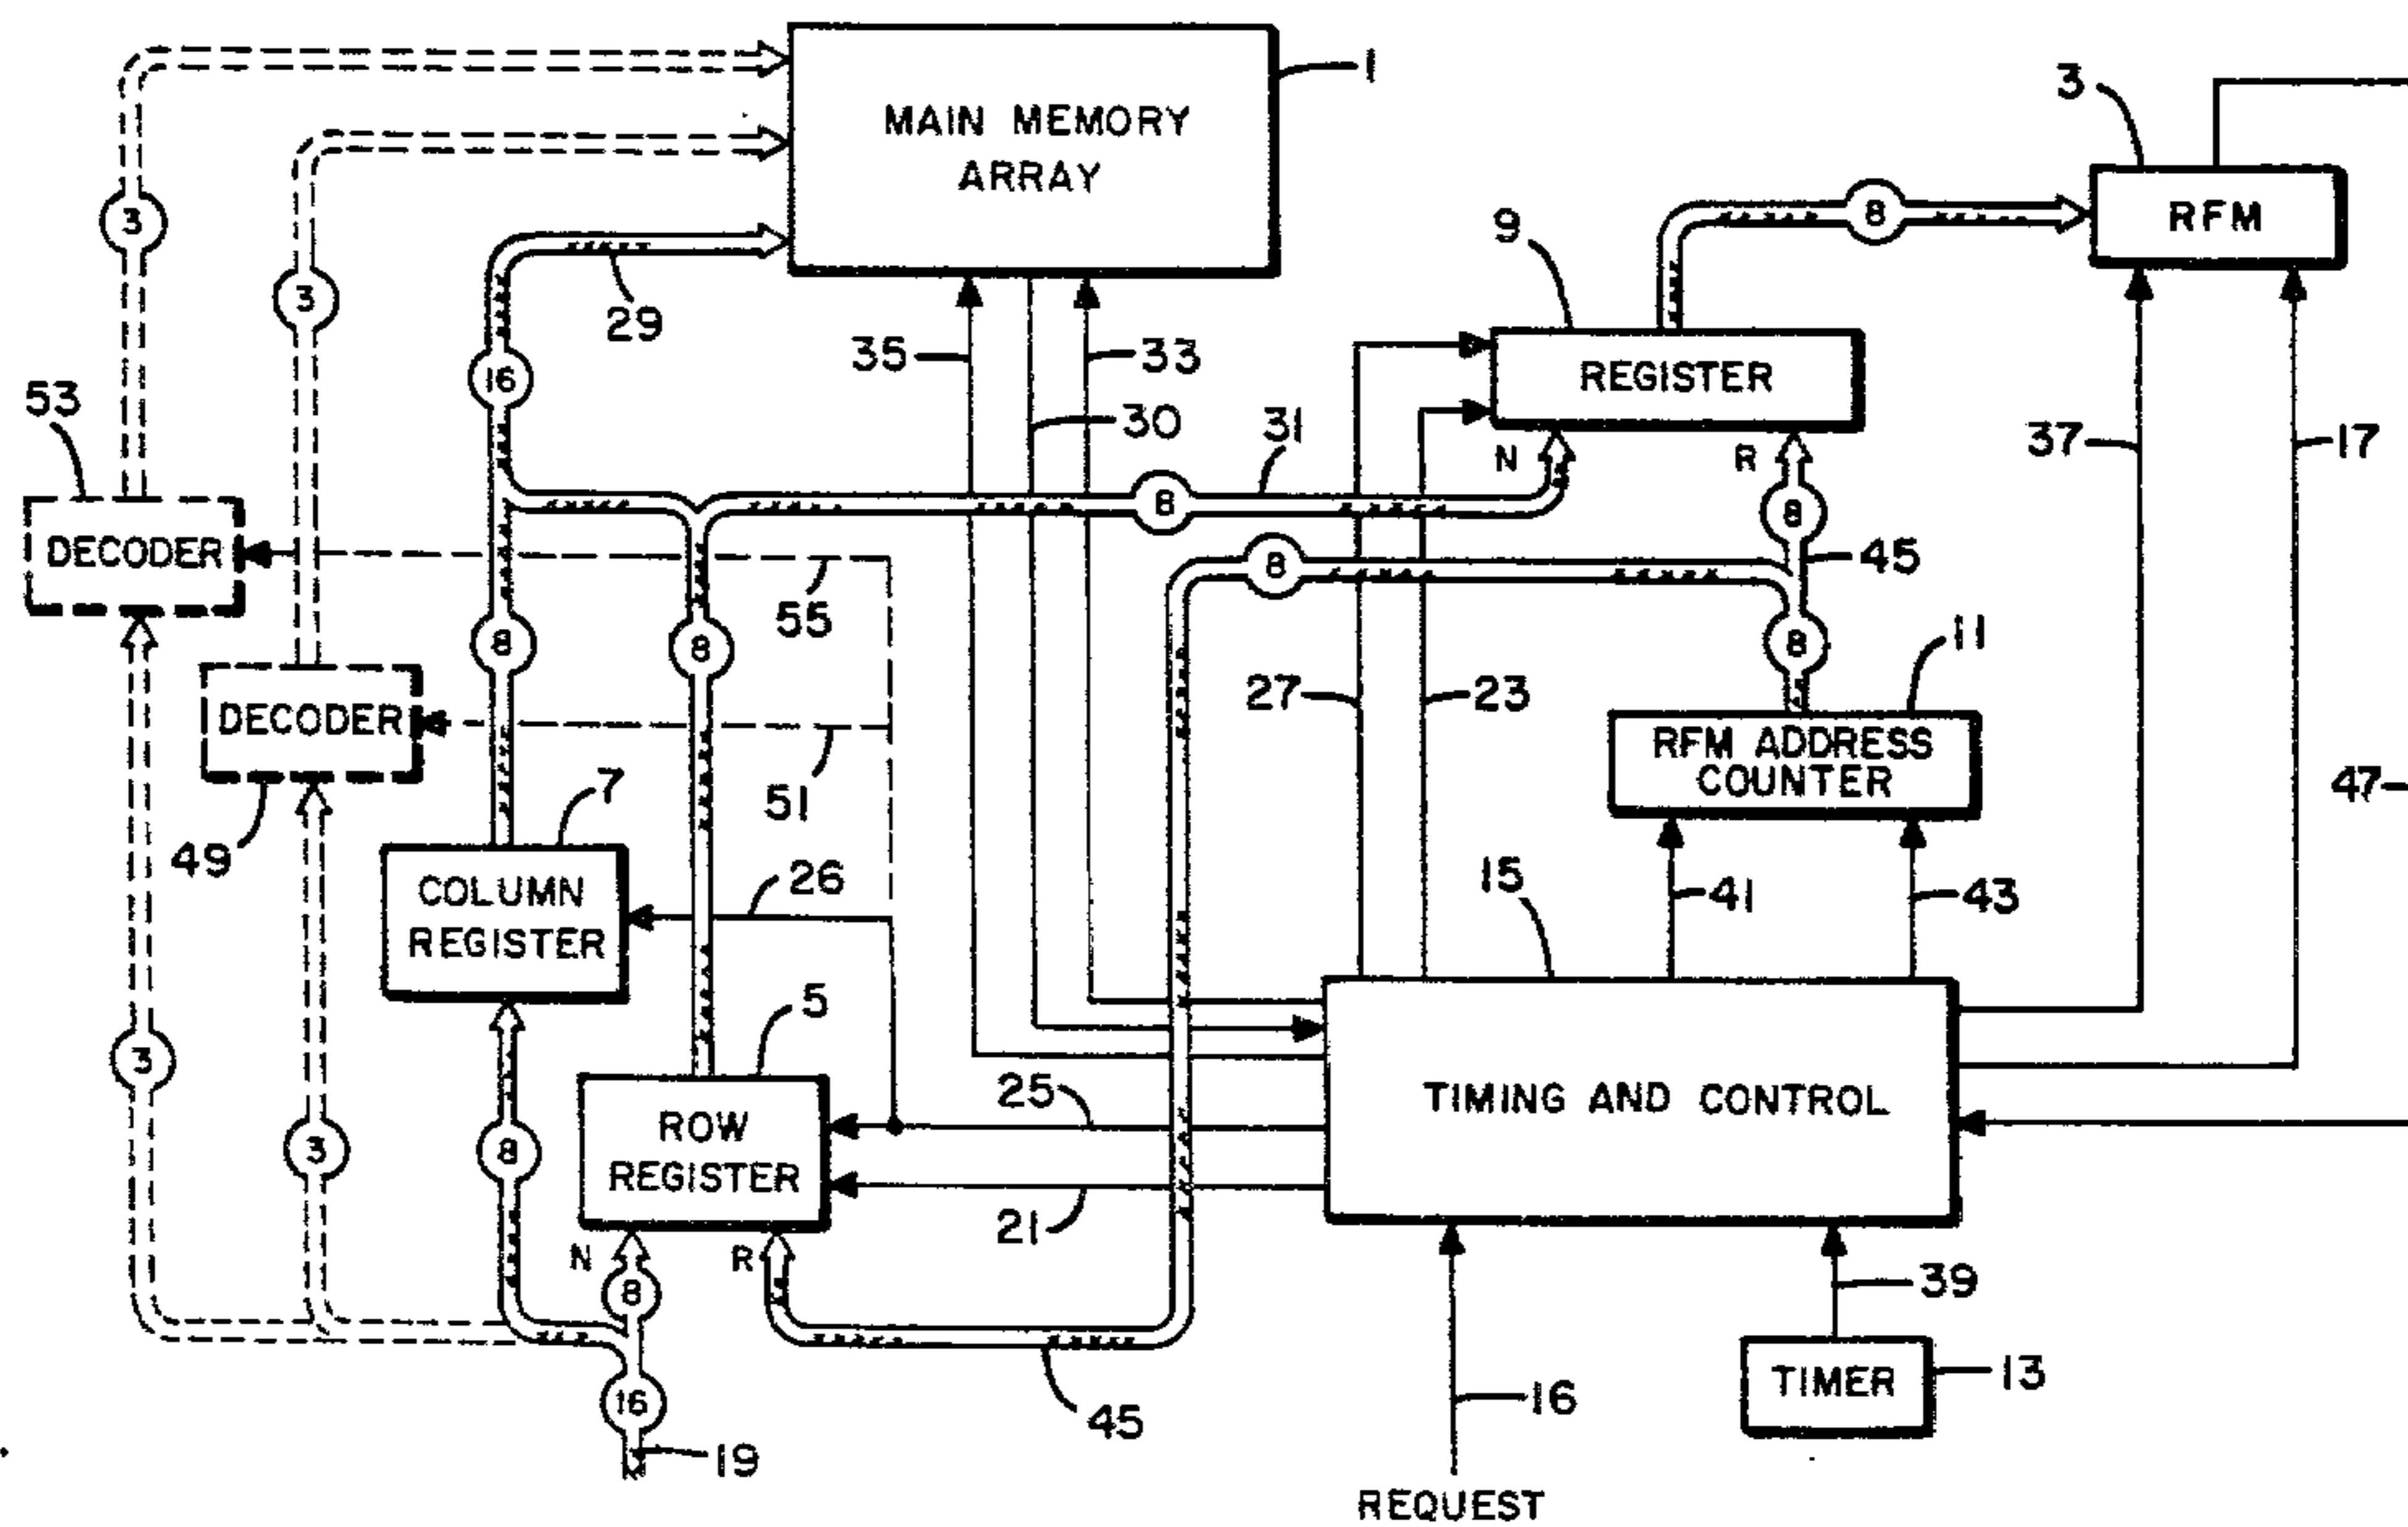 1
MAIN MEMORY
ARRAY
3
RFM
3
8
9
3
29
35
33
REGISTER
16
53
30
31
37
17
N
R
8
8
DECODER
8
45
55
8
8
8
11
27
23
DECODER
RFM ADDRESS
COUNTER
51
7
47
49
26
15
41
43
COLUMN
REGISTER
5
3
25
TIMING AND CONTROL
ROW
REGISTER
3
8
21
N
R
8
39
16
45
16
TIMER
13
19
REQUEST